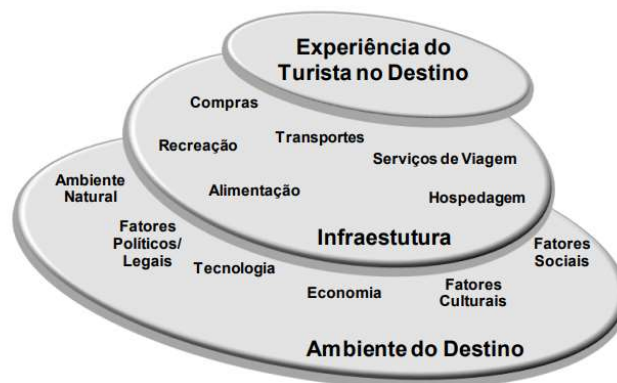 Experiência do
Turista no Destino
Compras
Transportes
Recreação
Serviços de Viagem
Alimentação
Hospedagem
Infraestutura
Ambiente
Natural
Fatores
Políticos/
Legais
Tecnologia
Economia
Fatores
Culturais
Fatores
Sociais
Ambiente do Destino